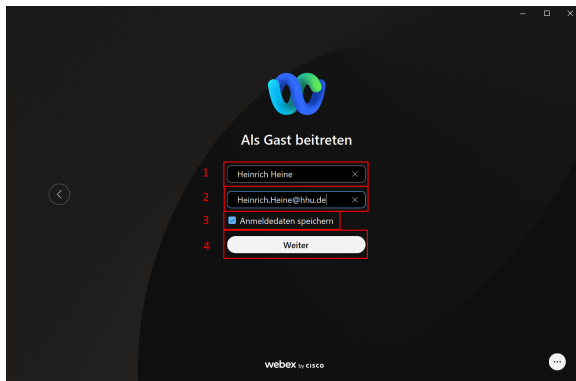 Als Gast beitreten
1 Heinrich Heine
2 Heinrich.Heine@hhu.de
3 Anmeldedaten speichern
4 Weiter
webex by CISCO